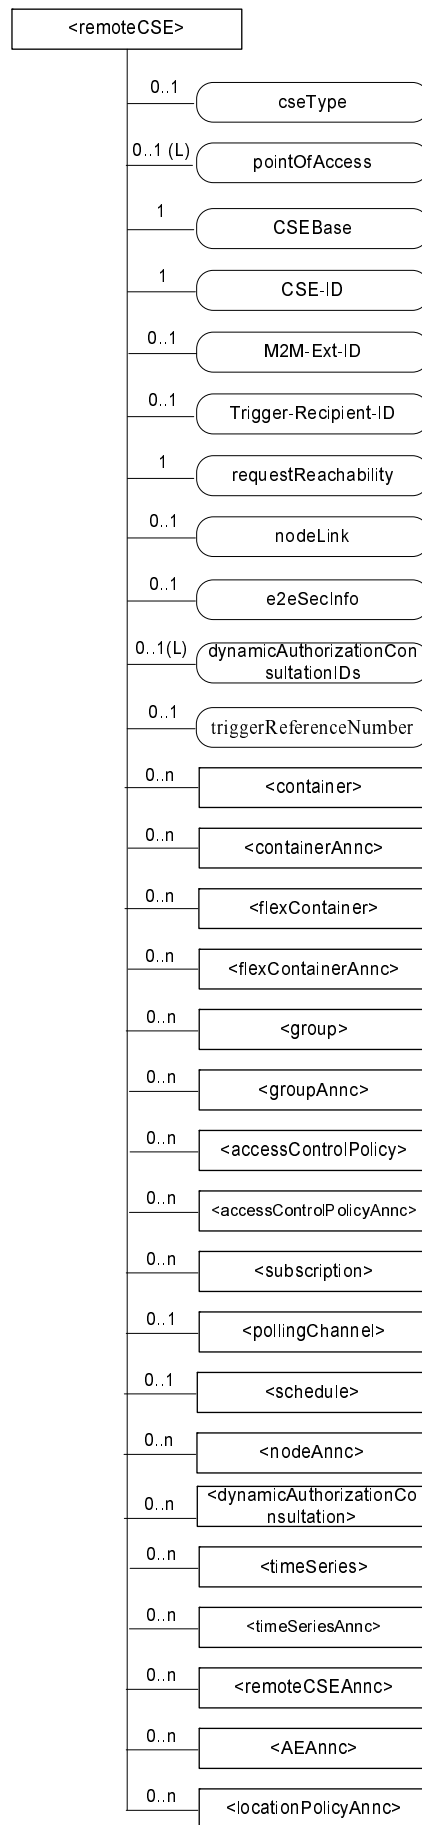 <remoteCSE>
0..1
cseType
0..1 (L)
pointOfAccess
1
CSEBase
1
CSE-ID
0..1
M2M-Ext-ID
0..1
Trigger-Recipient-ID
1
requestReachability
0..1
nodeLink
0..1
e2eSecInfo
0..1(L)
dynamicAuthorizationCon
sultationIDs
0..1
triggerReferenceNumber
0..n
<container>
0..n
<containerAnnc>
0..n
<flexContainer>
0..n
<flexContainerAnnc>
0..n
<group>
0..n
<groupAnnc>
0..n
<accessControlPolicy>
0..n
<accessControlPolicyAnnc>
0..n
<subscription>
0..1
<pollingChannel>
0..1
<schedule>
0..n
<nodeAnnc>
0..n
<dynamicAuthorizationCo
nsultation>
0..n
<timeSeries>
0..n
<timeSeriesAnnc>
0..n
<remoteCSEAnnc>
0..n
<AEAnnc>
0..n
<locationPolicyAnnc>